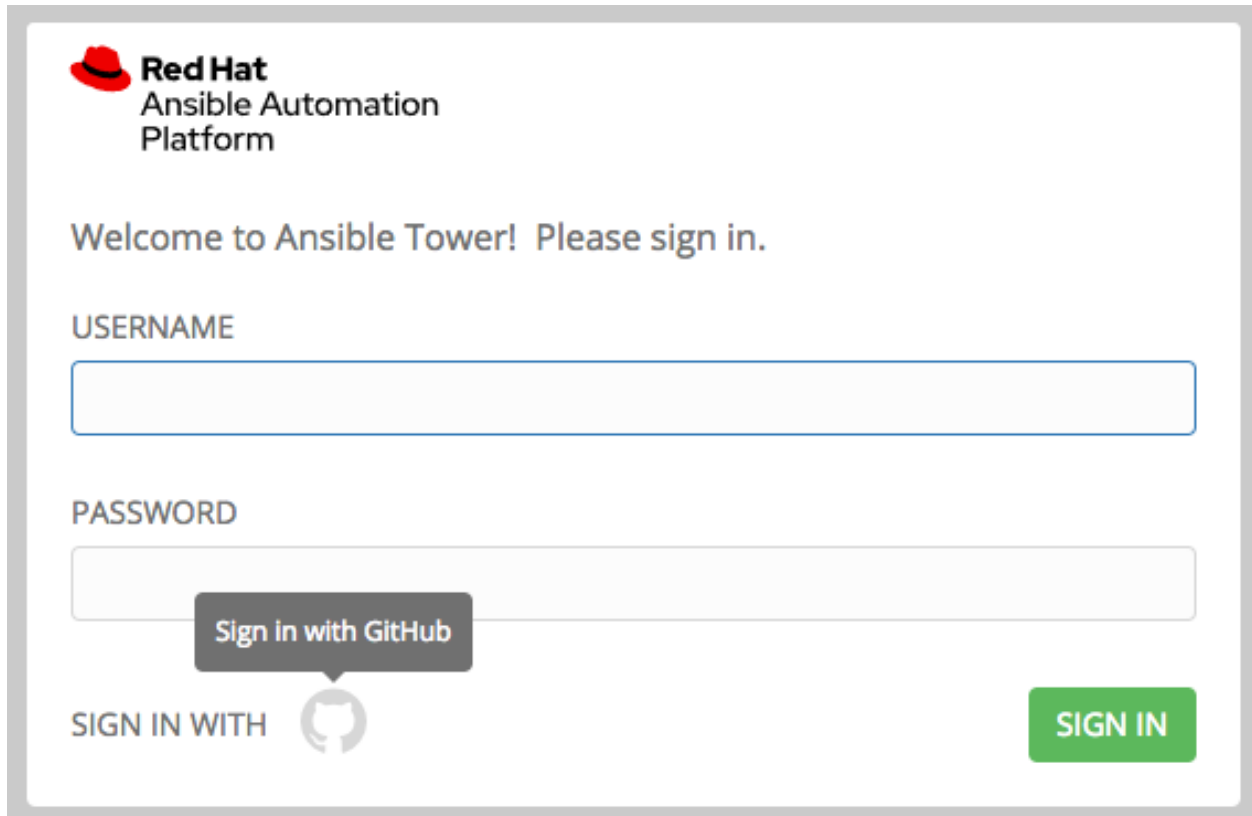 Red Hat
Ansible Automation
Platform
Welcome to Ansible Tower!  Please sign in.
USERNAME
PASSWORD
Sign in with GitHub
SIGN IN WITH
SIGN IN